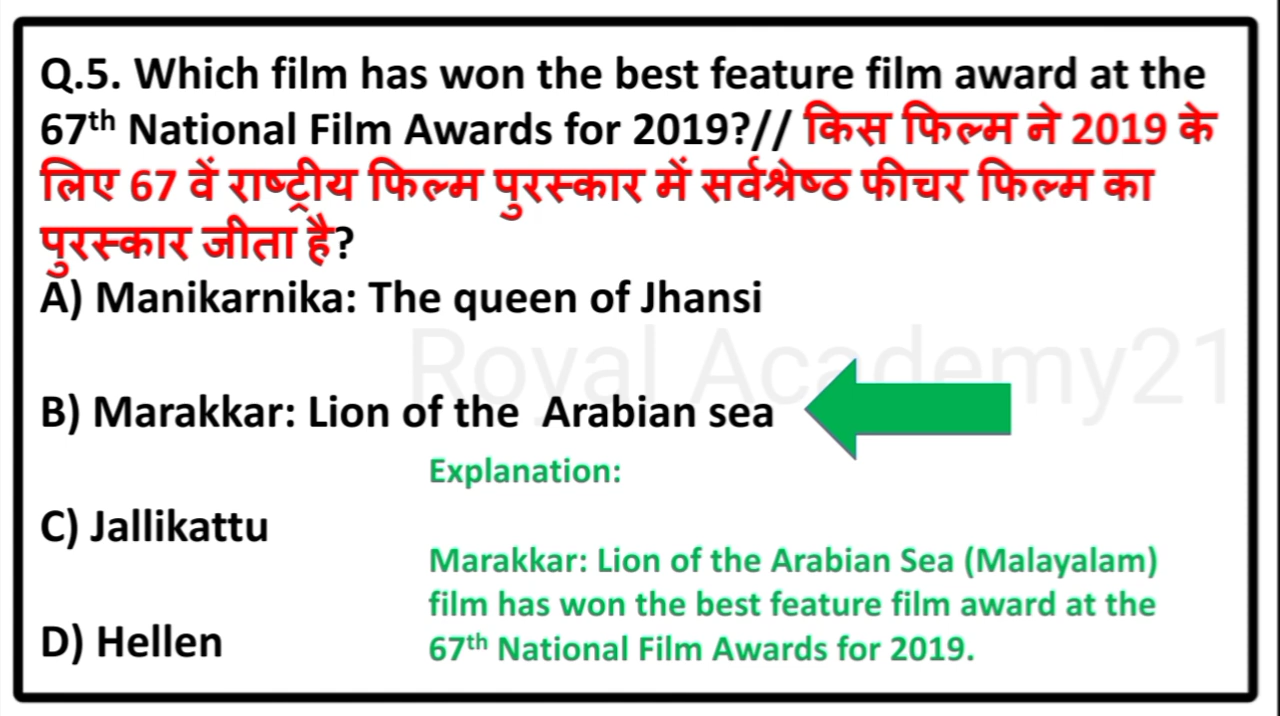 Q.5. Which film has won the best feature film award at the
67th National Film Awards for 2019?// किस फिल्म ने 2019 के
लिए 67 वें राष्ट्रीय फिल्म पुरस्कार में सर्वश्रेष्ठ फीचर फिल्म का
पुरस्कार जीता है?
A) Manikarnika: The queen of Jhansi
Royal Academy21
B) Marakkar: Lion of the Arabian sea
Explanation:
C) Jallikattu
Marakkar: Lion of the Arabian Sea (Malayalam)
film has won the best feature film award at the
D) Hellen
67th National Film Awards for 2019.